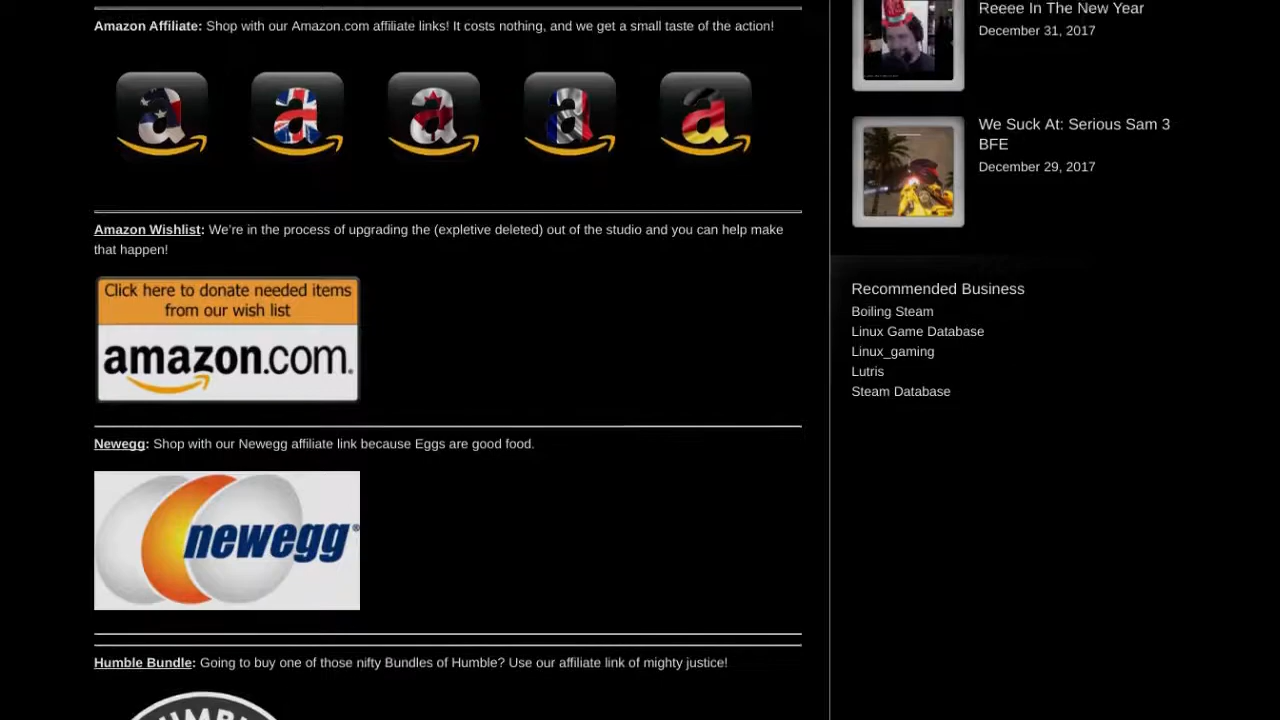 Amazon Affiliate: Shop with our Amazon.com affiliate links! It costs nothing, and we get a small taste of the action!
a a a a a
Amazon Wishlist: We're in the process of upgrading the (expletive deleted) out of the studio and you can help make
that happen!
Click here to donate needed items
from our wish list
amazon.com.
Newegg: Shop with our Newegg affiliate link because Eggs are good food.
newegg®
Humble Bundle: Going to buy one of those nifty Bundles of Humble? Use our affiliate link of mighty justice!
Reeee In The New Year
December 31, 2017
We Suck At: Serious Sam 3
BFE
December 29, 2017
Recommended Business
Boiling Steam
Linux Game Database
Linux_gaming
Lutris
Steam Database